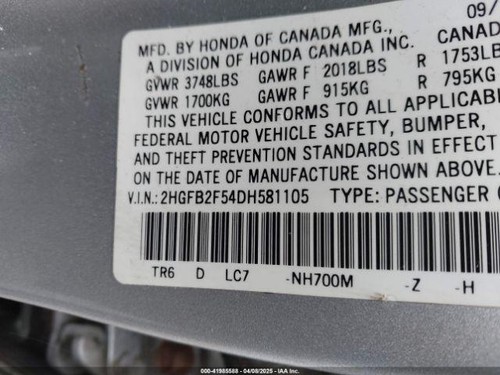 09/
MFD. BY HONDA OF CANADA MFG., CANADA
A DIVISION OF HONDA CANADA INC.
GVWR 3748LBS GAWR F 2018LBS R 1753LB
GVWR 1700KG GAWR F 915KG R 795KG
THIS VEHICLE CONFORMS TO ALL APPLICAB
FEDERAL MOTOR VEHICLE SAFETY, BUMPER,
AND THEFT PREVENTION STANDARDS IN EFFECT
ON THE DATE OF MANUFACTURE SHOWN ABOVE.
V.I.N.: 2HGFB2F54DH581105 TYPE: PASSENGER
TR6 D LC7 -NH700M -Z -H
000-41985588 - 04/08/2025 - IAA Inc.